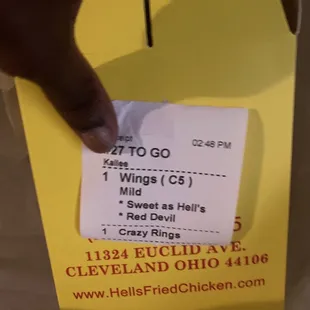 02:48 PM
27 TO GO
Kailee
1 Wings ( C5 )
Mild
* Sweet as Hell's
* Red Devil
1 Crazy Rings
11324 EUCLID AVE.
CLEVELAND OHIO 44106
www.HellsFriedChicken.com